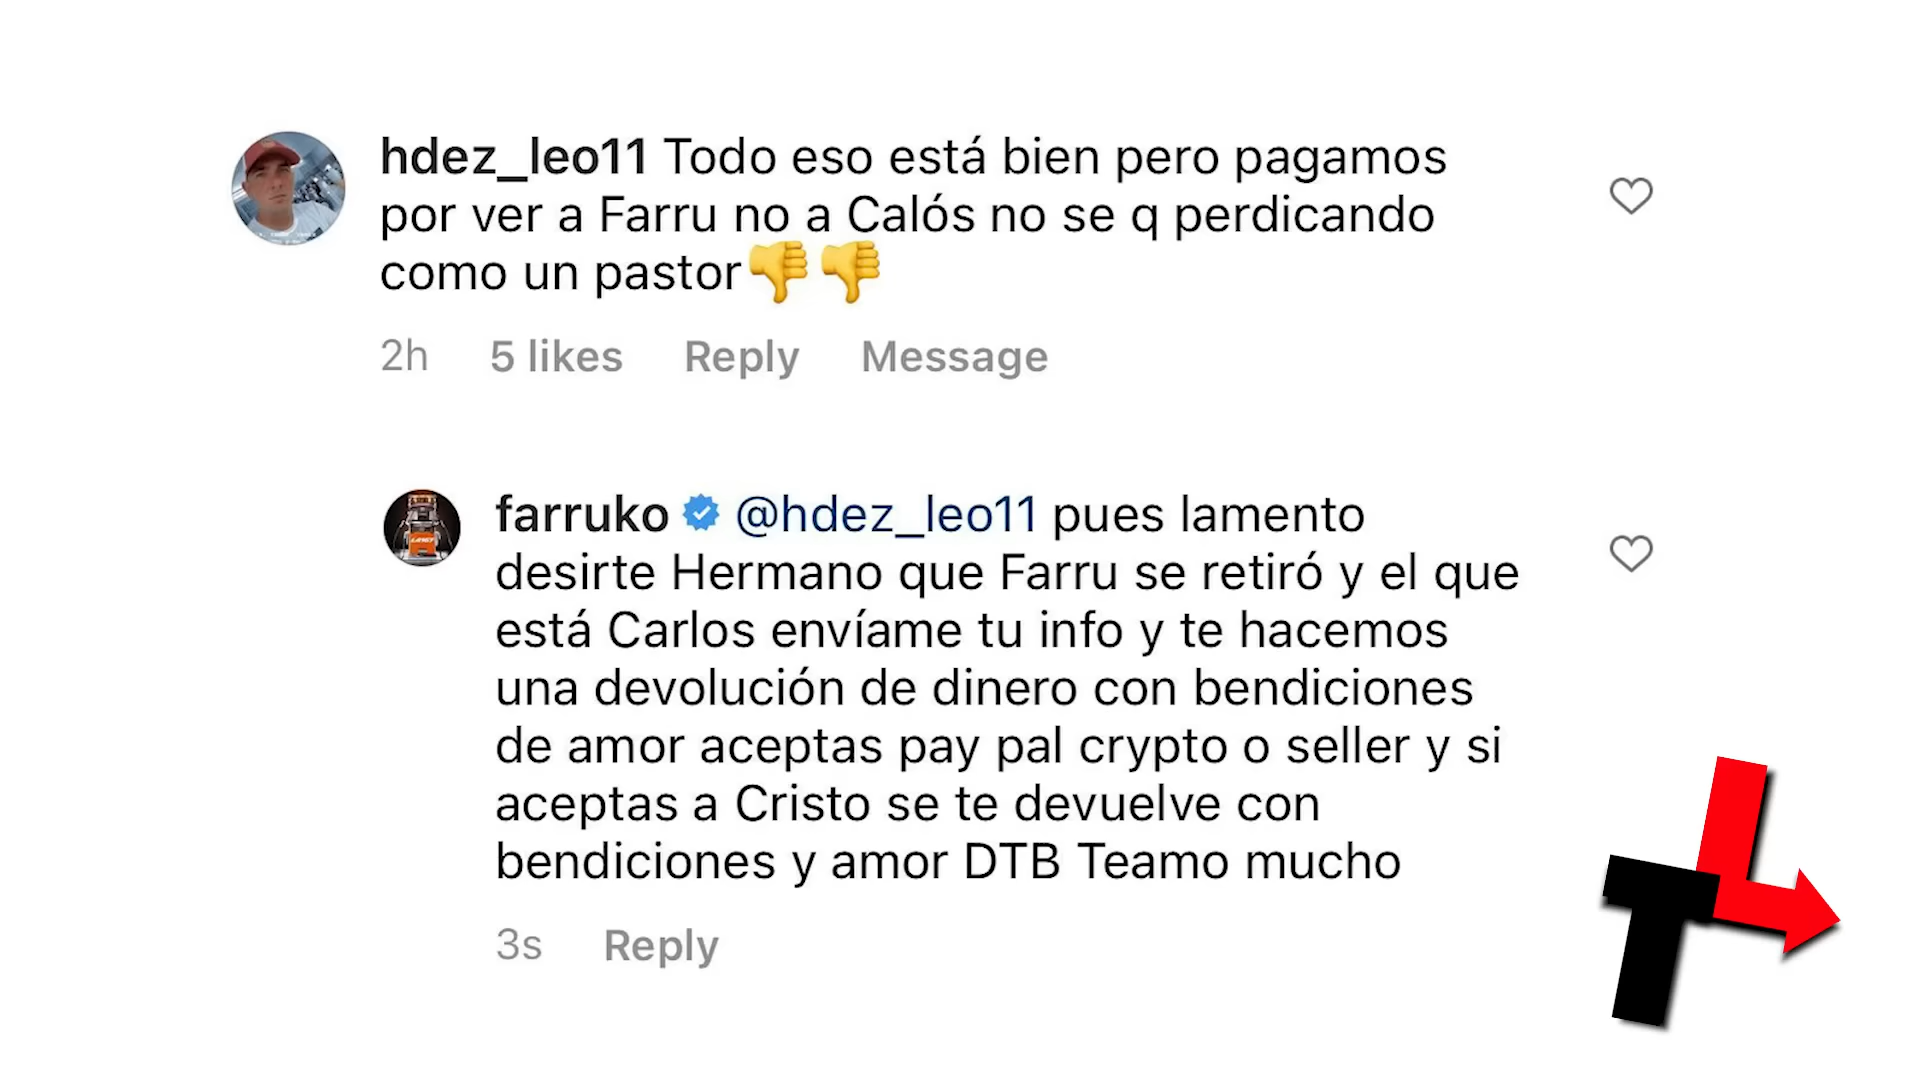 hdez_leo11 Todo eso está bien pero pagamos
por ver a Farru no a Calós no se q perdicando
como un pastor👎👎
2h 5 likes Reply Message
farruko @hdez_leo11 pues lamento
desirte Hermano que Farru se retiró y el que
está Carlos envíame tu info y te hacemos
una devolución de dinero con bendiciones
de amor aceptas pay pal crypto o seller y si
aceptas a Cristo se te devuelve con
bendiciones y amor DTB Teamo mucho
3s Reply
TL